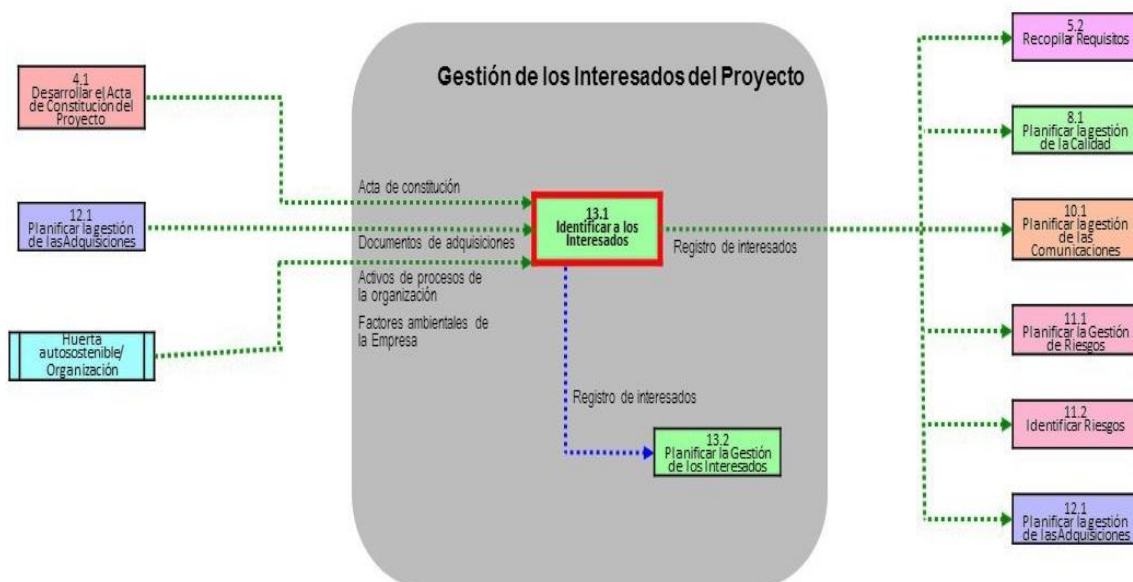 Gestión de los Interesados del Proyecto
4.1
Desarrollar el Acta
de Constitución del
Proyecto
12.1
Planificar la gestión
de las Adquisiciones
Huerta
autosostenible/
Organización
Acta de constitución
Documentos de adquisiciones
Activos de procesos de
la organización
Factores ambientales de
la Empresa
13.1
Identificar a los
Interesados
Registro de interesados
Registro de interesados
13.2
Planificar la Gestión
de los Interesados
5.2
Recopilar Requisitos
8.1
Planificar la gestión
de la Calidad
10.1
Planificar la gestión
de las
Comunicaciones
11.1
Planificar la Gestión
de Riesgos
11.2
Identificar Riesgos
12.1
Planificar la gestión
de las Adquisiciones